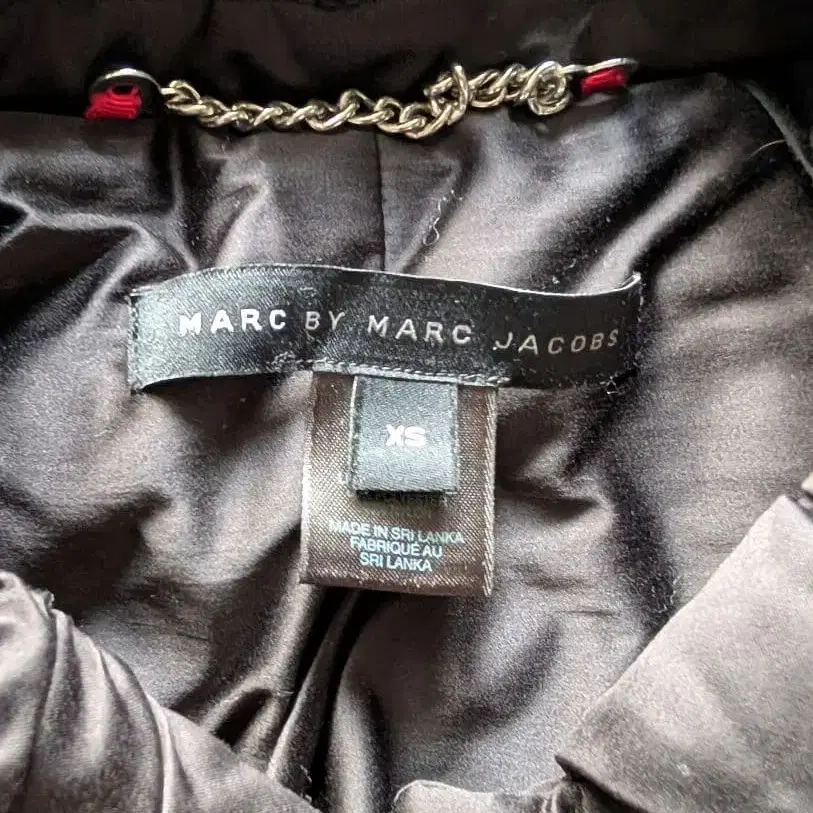 MARC BY MARC JACOBS
XS
MADE IN SRI LANKA
FABRIQUÉ AU
SRI LANKA